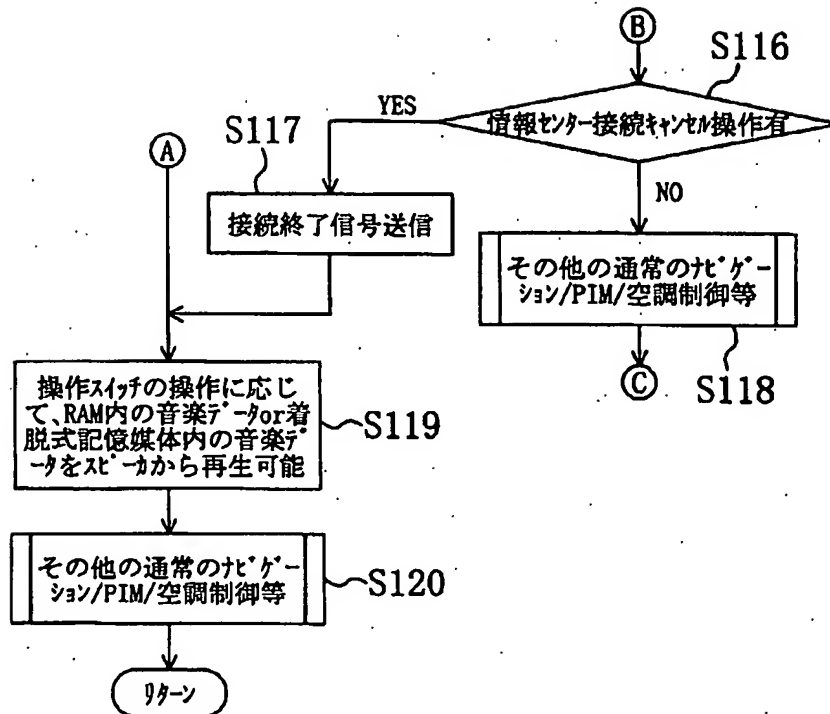 Ⓑ
S116
YES
情報センター接続キャンセル操作有
Ⓐ
S117
NO
接続終了信号送信
その他の通常のナビゲー
ション/PIM/空調制御等
Ⓒ
S118
操作スイッチの操作に応じ
て、RAM内の音楽データor着
脱式記憶媒体内の音楽デ
ータをスピーカから再生可能
S119
その他の通常のナビゲー
ション/PIM/空調制御等
S120
リターン